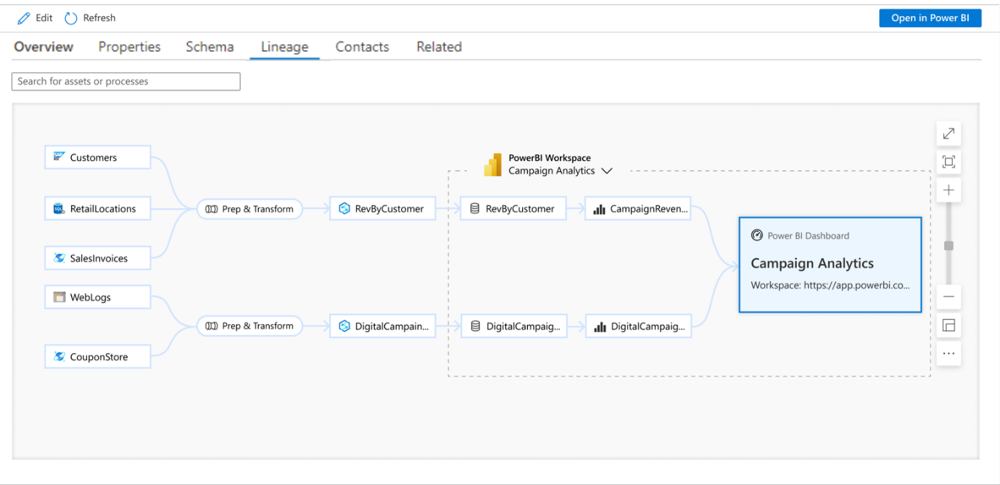 Edit Refresh Open in Power BI
Overview Properties Schema Lineage Contacts Related
Search for assets or processes
Customers
PowerBI Workspace
Campaign Analytics
SAP
SQL
RetailLocations
Prep & Transform
RevByCustomer
RevByCustomer
CampaignReven...
Power BI Dashboard
Campaign Analytics
Workspace: https://app.powerbi.co...
SalesInvoices
WebLogs
Prep & Transform
DigitalCampain...
DigitalCampaig...
DigitalCampaig...
CouponStore